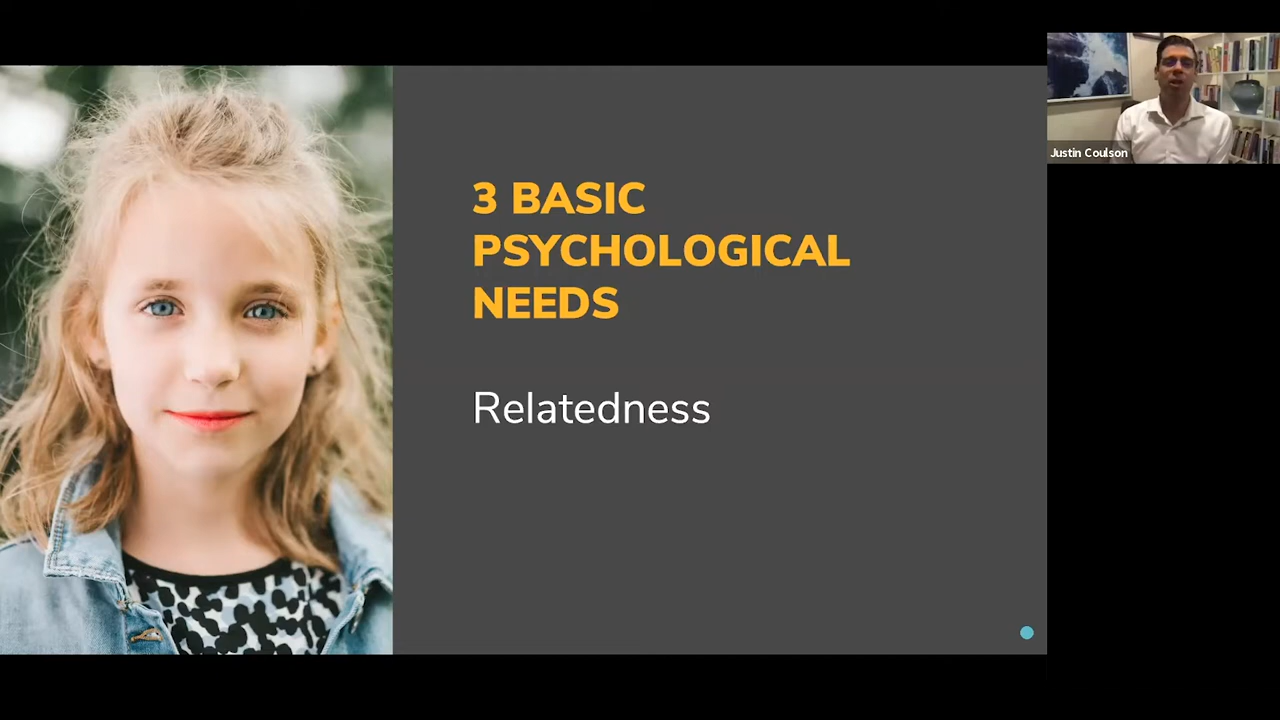 3 BASIC
PSYCHOLOGICAL
NEEDS
Relatedness
Justin Coulson